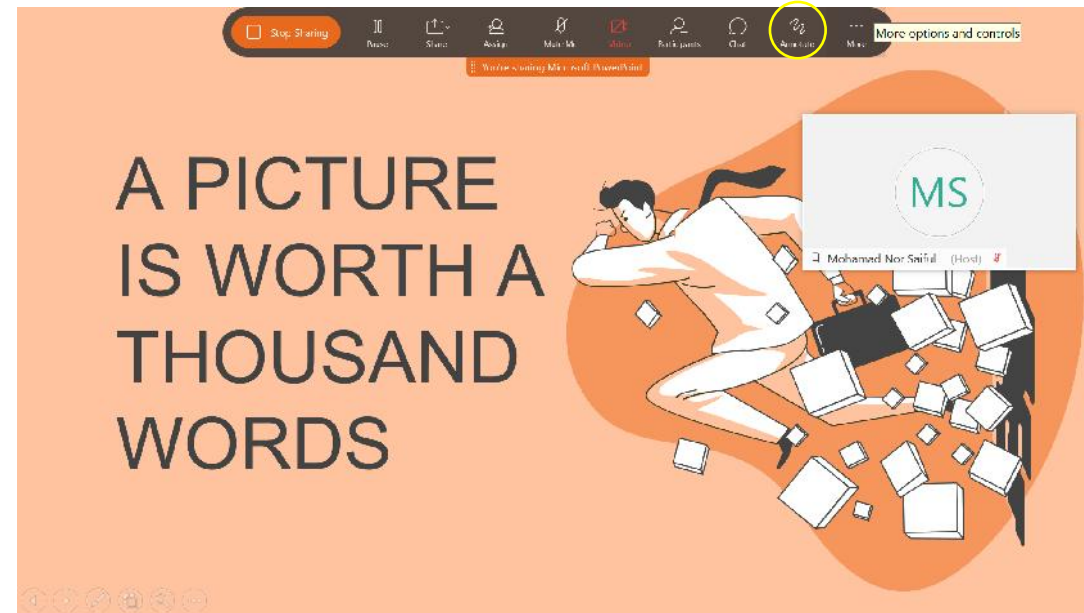 Stop Sharing
Pause
Share
Assign
Mute Me
Video
Participants
Chat
Annotate
More
More options and controls
You're sharing Microsoft PowerPoint
A PICTURE
IS WORTH A
THOUSAND
WORDS
MS
Mohamad Nor Saiful (Host)